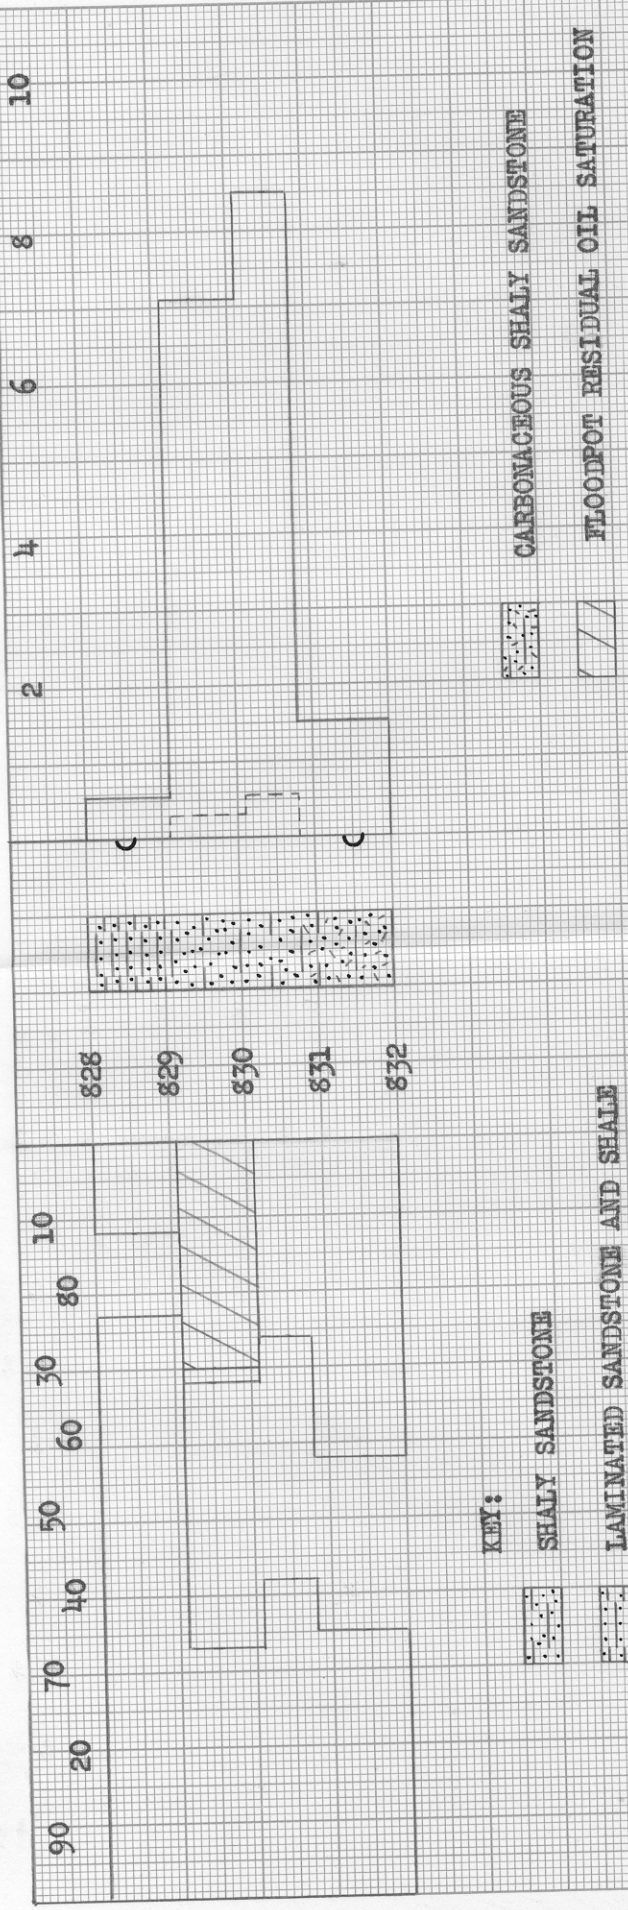 90 70 50 30 10 2 4 6 8 10
20 40 60 80
828
829
830
831
832
KEY:
SHALY SANDSTONE
CARBONACEOUS SHALY SANDSTONE
LAMINATED SANDSTONE AND SHALE
FLOODPOT RESIDUAL OIL SATURATION